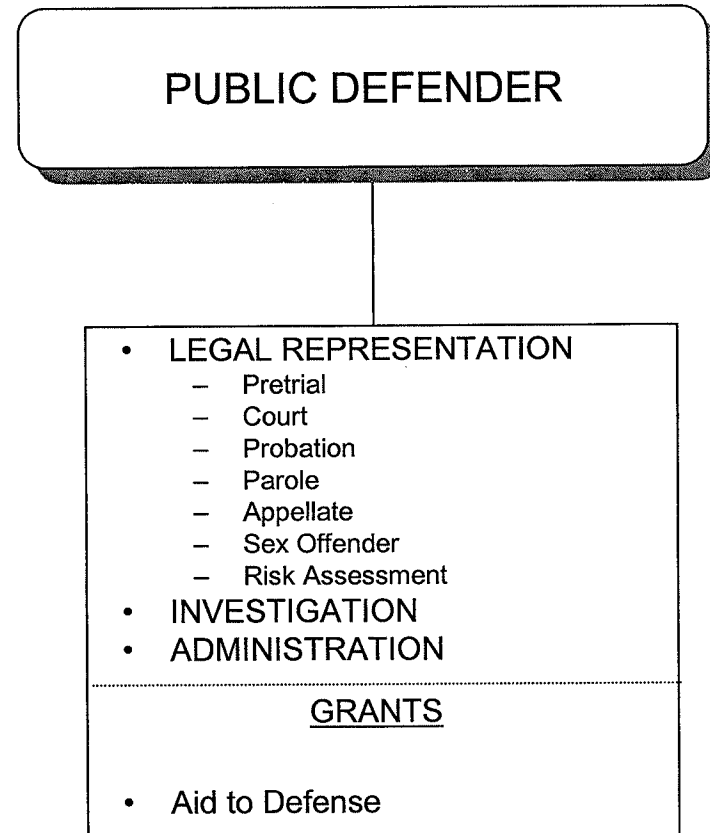 PUBLIC DEFENDER
• LEGAL REPRESENTATION
– Pretrial
– Court
– Probation
– Parole
– Appellate
– Sex Offender
– Risk Assessment
• INVESTIGATION
• ADMINISTRATION
GRANTS
• Aid to Defense